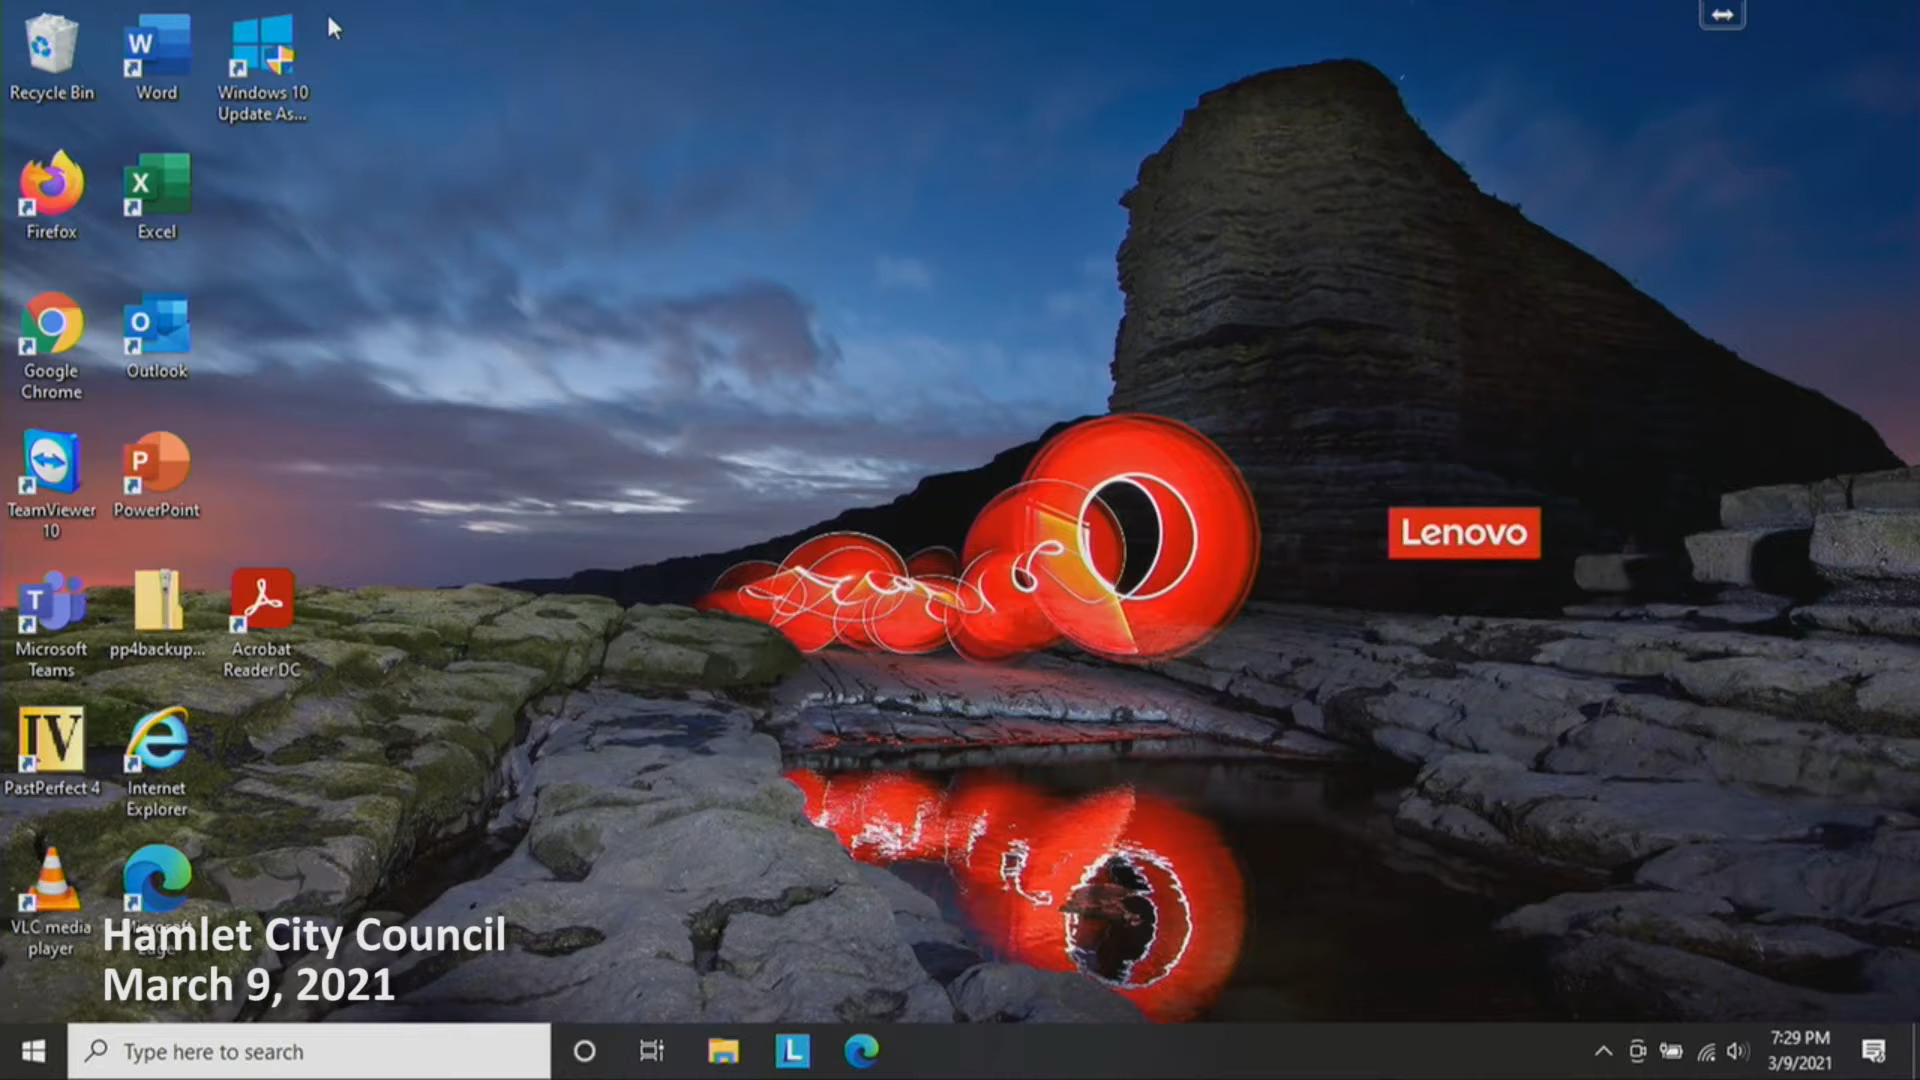 Recycle Bin
Word
Windows 10
Update As...
Firefox
Excel
Google
Chrome
Outlook
TeamViewer
10
PowerPoint
Microsoft
Teams
pp4backup...
Acrobat
Reader DC
PastPerfect 4
Internet
Explorer
VLC media
player
Microsoft
Edge
Lenovo
Hamlet City Council
March 9, 2021
Type here to search
7:29 PM
3/9/2021